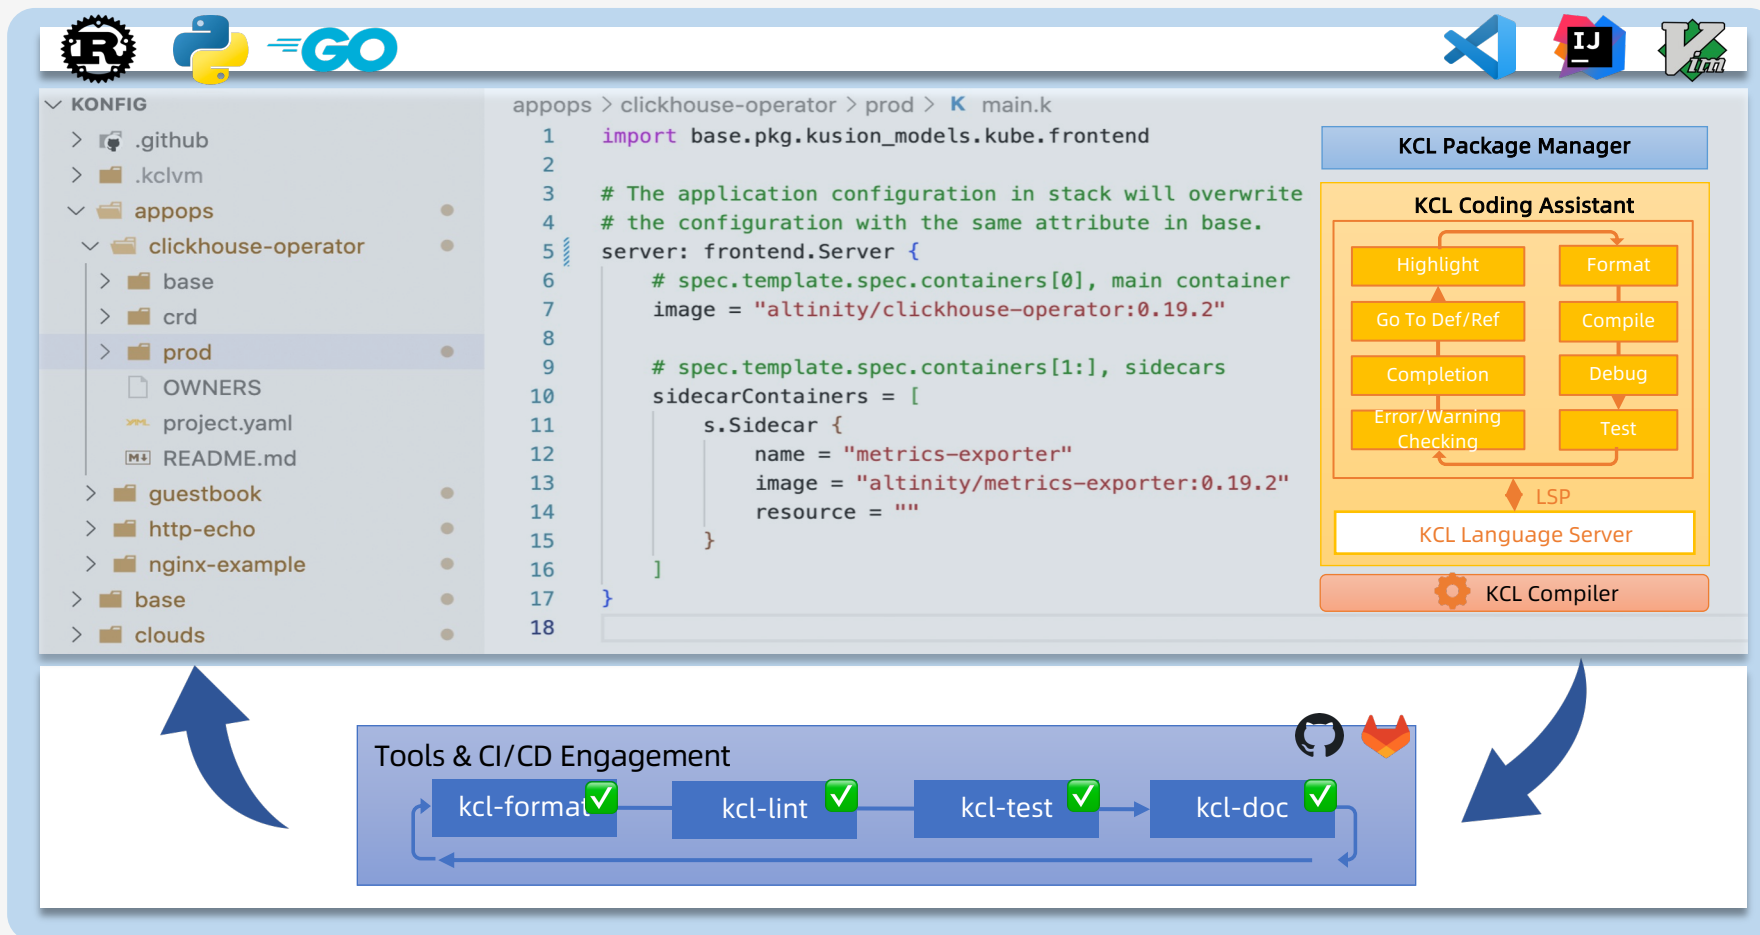 R
GO
IJ
Vim
KONFIG
.github
.kclvm
appops
clickhouse-operator
base
crd
prod
OWNERS
YML project.yaml
M↓ README.md
guestbook
http-echo
nginx-example
base
clouds
appops > clickhouse-operator > prod > K main.k
1 import base.pkg.kusion_models.kube.frontend
2
3 # The application configuration in stack will overwrite
4 # the configuration with the same attribute in base.
5 server: frontend.Server {
6 # spec.template.spec.containers[0], main container
7 image = "altinity/clickhouse-operator:0.19.2"
8
9 # spec.template.spec.containers[1:], sidecars
10 sidecarContainers = [
11 s.Sidecar {
12 name = "metrics-exporter"
13 image = "altinity/metrics-exporter:0.19.2"
14 resource = ""
15 }
16 ]
17 }
18
KCL Package Manager
KCL Coding Assistant
Highlight
Go To Def/Ref
Completion
Error/Warning
Checking
Format
Compile
Debug
Test
LSP
KCL Language Server
KCL Compiler
Tools & CI/CD Engagement
kcl-format
kcl-lint
kcl-test
kcl-doc